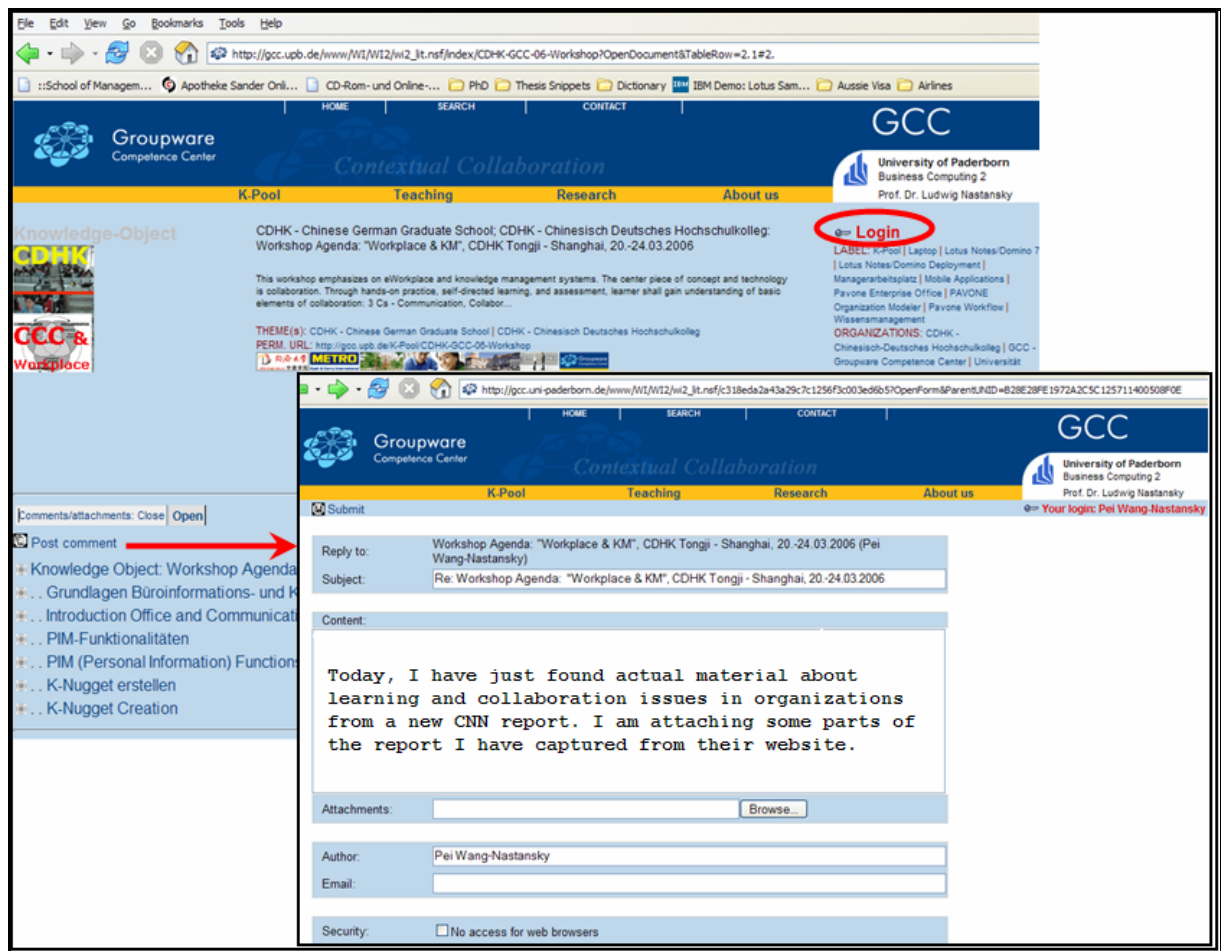 File Edit View Go Bookmarks Tools Help
http://gcc.upb.de/www/WI/WI2/wi2_lit.nsf/index/CDHK-GCC-06-Workshop?OpenDocument&TableRow=2.1#2.
::School of Managem... Apotheke Sander Onli... CD-Rom- und Online-... PhD Thesis Snippets Dictionary IBM Demo: Lotus Sam... Aussie Visa Airlines
HOME SEARCH CONTACT
GCC
Groupware
Competence Center
Contextual Collaboration
University of Paderborn
Business Computing 2
Prof. Dr. Ludwig Nastansky
K-Pool Teaching Research About us
Knowledge-Object
CDHK
CCC &
Workplace
CDHK - Chinese German Graduate School; CDHK - Chinesisch Deutsches Hochschulkolleg:
Workshop Agenda: "Workplace & KM", CDHK Tongji - Shanghai, 20.-24.03.2006
This workshop emphasizes on eWorkplace and knowledge management systems. The center piece of concept and technology
is collaboration. Through hands-on practice, self-directed learning, and assessment, learner shall gain understanding of basic
elements of collaboration: 3 Cs - Communication, Collabor...
THEME(s): CDHK - Chinese German Graduate School | CDHK - Chinesisch Deutsches Hochschulkolleg
PERM. URL: http://gcc.upb.de/K-Pool/CDHK-GCC-06-Workshop
METRO
Login
LABEL: K-Pool | Laptop | Lotus Notes/Domino 7
| Lotus Notes/Domino Deployment |
Managerarbeitsplatz | Mobile Applications |
Pavone Enterprise Office | PAVONE
Organization Modeler | Pavone Workflow |
Wissensmanagement
ORGANIZATIONS: CDHK -
Chinesisch-Deutsches Hochschulkolleg | GCC -
Groupware Competence Center | Universität
Comments/attachments: Close Open
Post comment
Knowledge Object: Workshop Agenda
. . Grundlagen Büroinformations- und K
. . Introduction Office and Communicati
. . PIM-Funktionalitäten
. . PIM (Personal Information) Functions
. . K-Nugget erstellen
. . K-Nugget Creation
http://gcc.uni-paderborn.de/www/WI/WI2/wi2_lit.nsf/c318eda2a43a29c7c1256f3c003ed6b5?OpenForm&ParentUNID=B28E28FE1972A2C5C125711400508F0E
HOME SEARCH CONTACT
GCC
Groupware
Competence Center
Contextual Collaboration
University of Paderborn
Business Computing 2
Prof. Dr. Ludwig Nastansky
K-Pool Teaching Research About us
Submit
Your login: Pei Wang-Nastansky
Reply to: Workshop Agenda: "Workplace & KM", CDHK Tongji - Shanghai, 20.-24.03.2006 (Pei
Wang-Nastansky)
Subject: Re: Workshop Agenda: "Workplace & KM", CDHK Tongji - Shanghai, 20.-24.03.2006
Content:
Today, I have just found actual material about
learning and collaboration issues in organizations
from a new CNN report. I am attaching some parts of
the report I have captured from their website.
Attachments: Browse...
Author: Pei Wang-Nastansky
Email:
Security: No access for web browsers